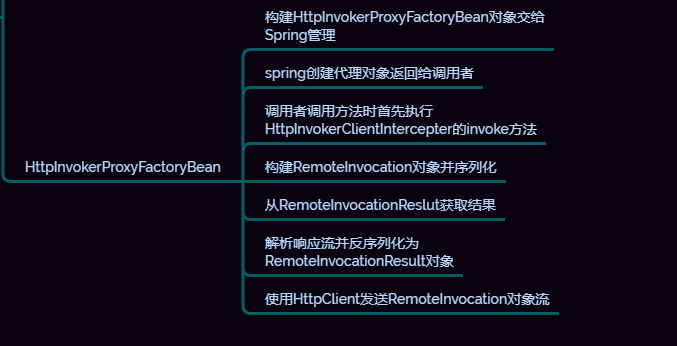 构建HttpInvokerProxyFactoryBean对象交给
Spring管理
spring创建代理对象返回给调用者
调用者调用方法时首先执行
HttpInvokerClientIntercepter的invoke方法
HttpInvokerProxyFactoryBean
构建RemoteInvocation对象并序列化
从RemoteInvocationReslut获取结果
解析响应流并反序列化为
RemoteInvocationResult对象
使用HttpClient发送RemoteInvocation对象流